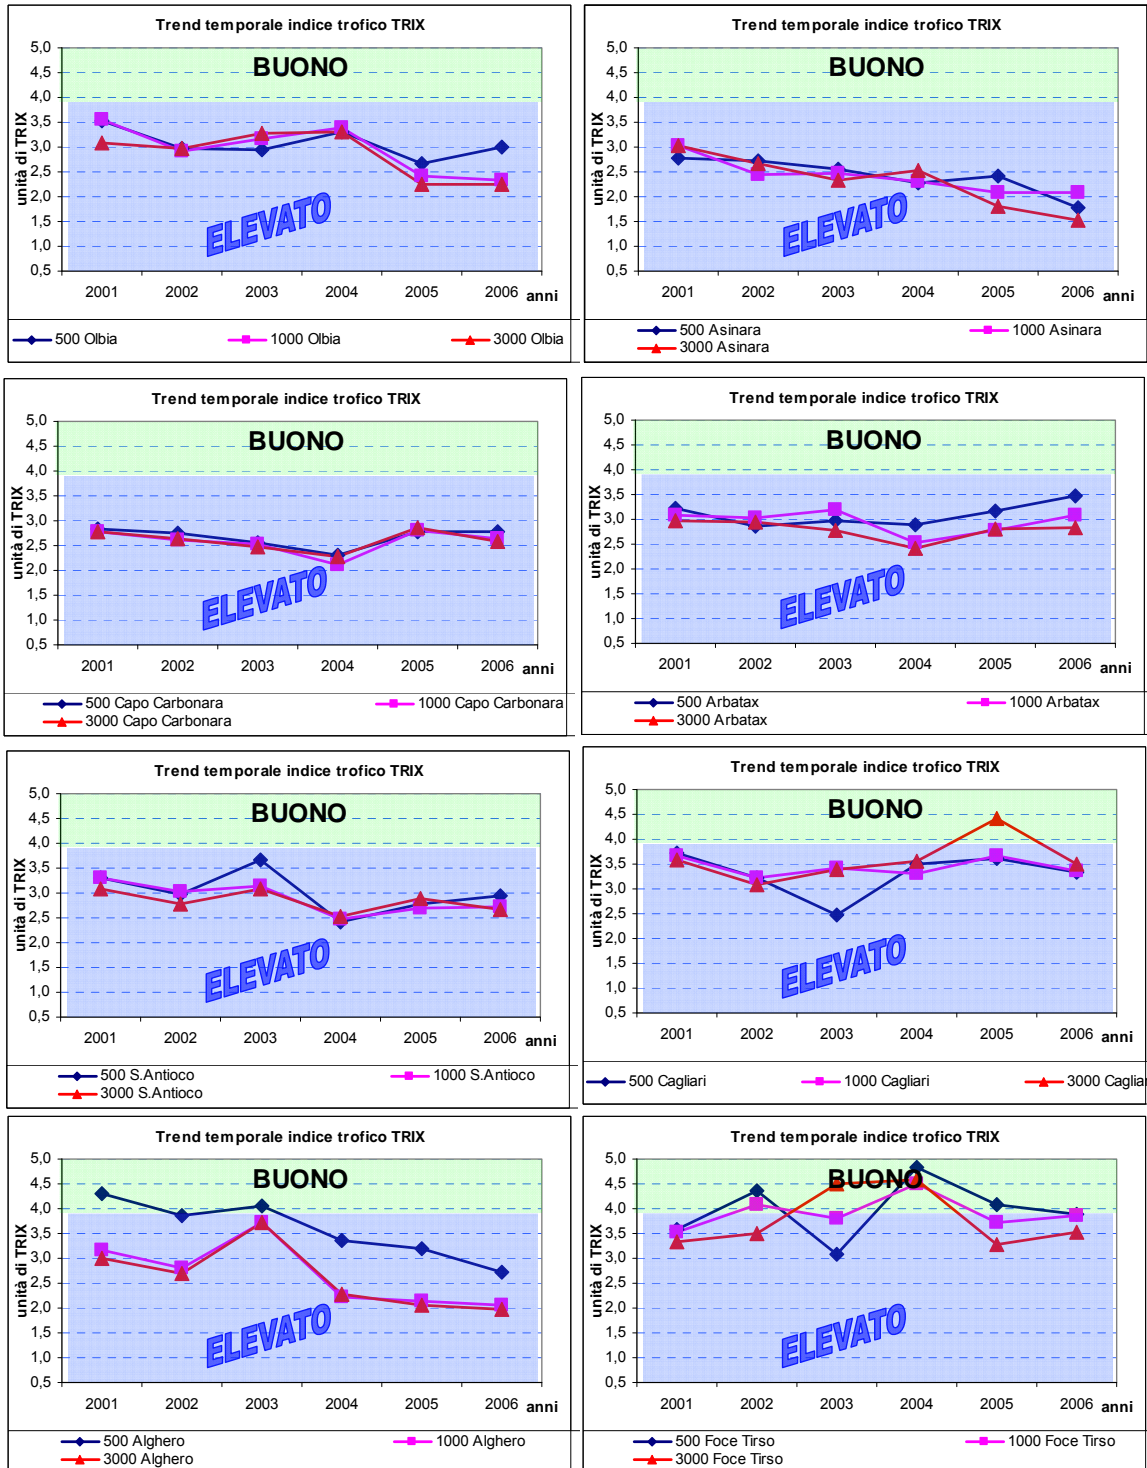 Trend temporale indice trofico TRIX
5,0
4,5
4,0
3,5
3,0
2,5
2,0
1,5
1,0
0,5
unità di TRIX
BUONO
ELEVATO
2001 2002 2003 2004 2005 2006 anni
500 Olbia 1000 Olbia 3000 Olbia
Trend temporale indice trofico TRIX
5,0
4,5
4,0
3,5
3,0
2,5
2,0
1,5
1,0
0,5
unità di TRIX
BUONO
ELEVATO
2001 2002 2003 2004 2005 2006 anni
500 Asinara 1000 Asinara
3000 Asinara
Trend temporale indice trofico TRIX
5,0
4,5
4,0
3,5
3,0
2,5
2,0
1,5
1,0
0,5
unità di TRIX
BUONO
ELEVATO
2001 2002 2003 2004 2005 2006 anni
500 Capo Carbonara 1000 Capo Carbonara
3000 Capo Carbonara
Trend temporale indice trofico TRIX
5,0
4,5
4,0
3,5
3,0
2,5
2,0
1,5
1,0
0,5
unità di TRIX
BUONO
ELEVATO
2001 2002 2003 2004 2005 2006 anni
500 Arbatax 1000 Arbatax
3000 Arbatax
Trend temporale indice trofico TRIX
5,0
4,5
4,0
3,5
3,0
2,5
2,0
1,5
1,0
0,5
unità di TRIX
BUONO
ELEVATO
2001 2002 2003 2004 2005 2006 anni
500 S.Antioco 1000 S.Antioco
3000 S.Antioco
Trend temporale indice trofico TRIX
5,0
4,5
4,0
3,5
3,0
2,5
2,0
1,5
1,0
0,5
unità di TRIX
BUONO
ELEVATO
2001 2002 2003 2004 2005 2006 anni
500 Cagliari 1000 Cagliari 3000 Cagliar
Trend temporale indice trofico TRIX
5,0
4,5
4,0
3,5
3,0
2,5
2,0
1,5
1,0
0,5
unità di TRIX
BUONO
ELEVATO
2001 2002 2003 2004 2005 2006 anni
500 Alghero 1000 Alghero
3000 Alghero
Trend temporale indice trofico TRIX
5,0
4,5
4,0
3,5
3,0
2,5
2,0
1,5
1,0
0,5
unità di TRIX
BUONO
ELEVATO
2001 2002 2003 2004 2005 2006 anni
500 Foce Tirso 1000 Foce Tirso
3000 Foce Tirso